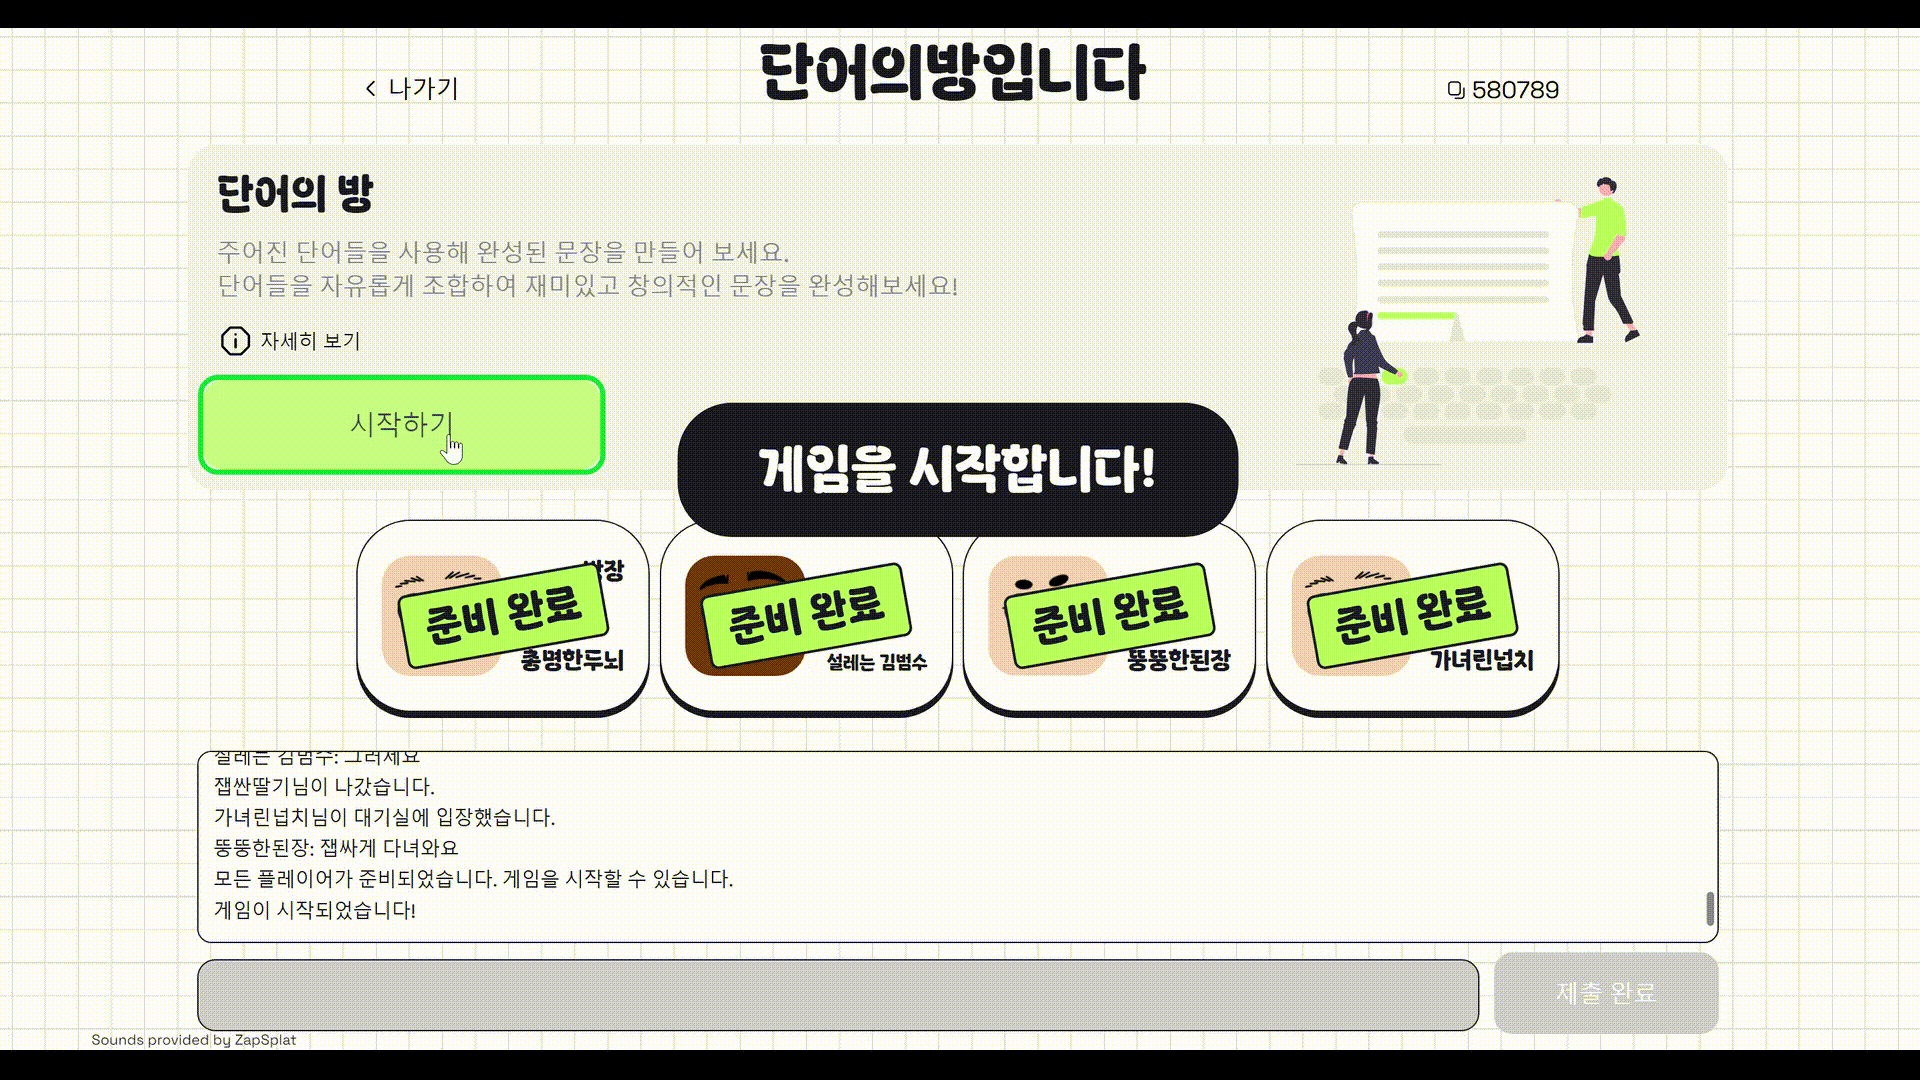 단어의방입니다
나가기
580789
단어의 방
주어진 단어들을 사용해 완성된 문장을 만들어 보세요.
단어들을 자유롭게 조합하여 재미있고 창의적인 문장을 완성해보세요!
자세히 보기
시작하기
게임을 시작합니다!
준비 완료
총명한두뇌
준비 완료
설레는 김범수
준비 완료
뚱뚱한된장
준비 완료
가녀린넙치
설레는 김범수: 그러세요
잽싼딸기님이 나갔습니다.
가녀린넙치님이 대기실에 입장했습니다.
뚱뚱한된장: 잽싸게 다녀와요
모든 플레이어가 준비되었습니다. 게임을 시작할 수 있습니다.
게임이 시작되었습니다!
제출 완료
Sounds provided by ZapSplat